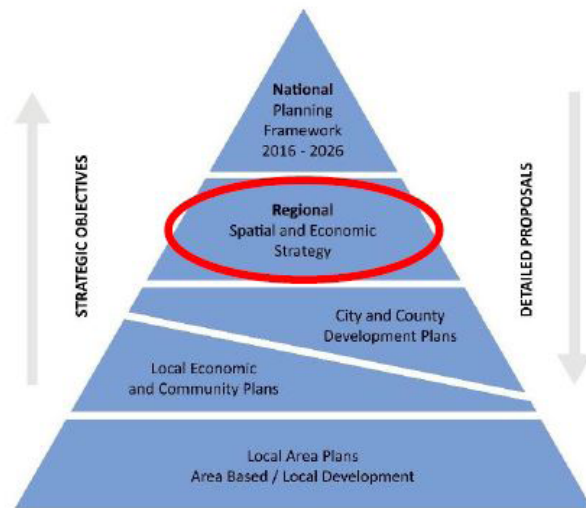 National
Planning
Framework
2016 - 2026
STRATEGIC OBJECTIVES
DETAILED PROPOSALS
Regional
Spatial and Economic
Strategy
City and County
Development Plans
Local Economic
and Community Plans
Local Area Plans
Area Based / Local Development